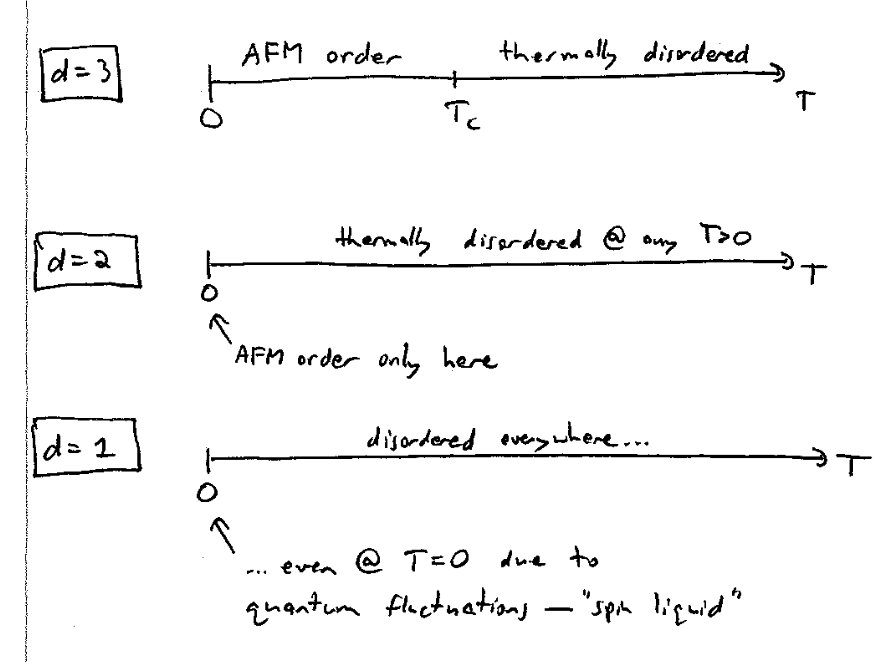 d=3
AFM order
thermally disordered
0
Tc
T
d=2
thermally disordered @ any T>0
0
T
AFM order only here
d=1
disordered everywhere...
0
T
... even @ T=0 due to
quantum fluctuations — "spin liquid"